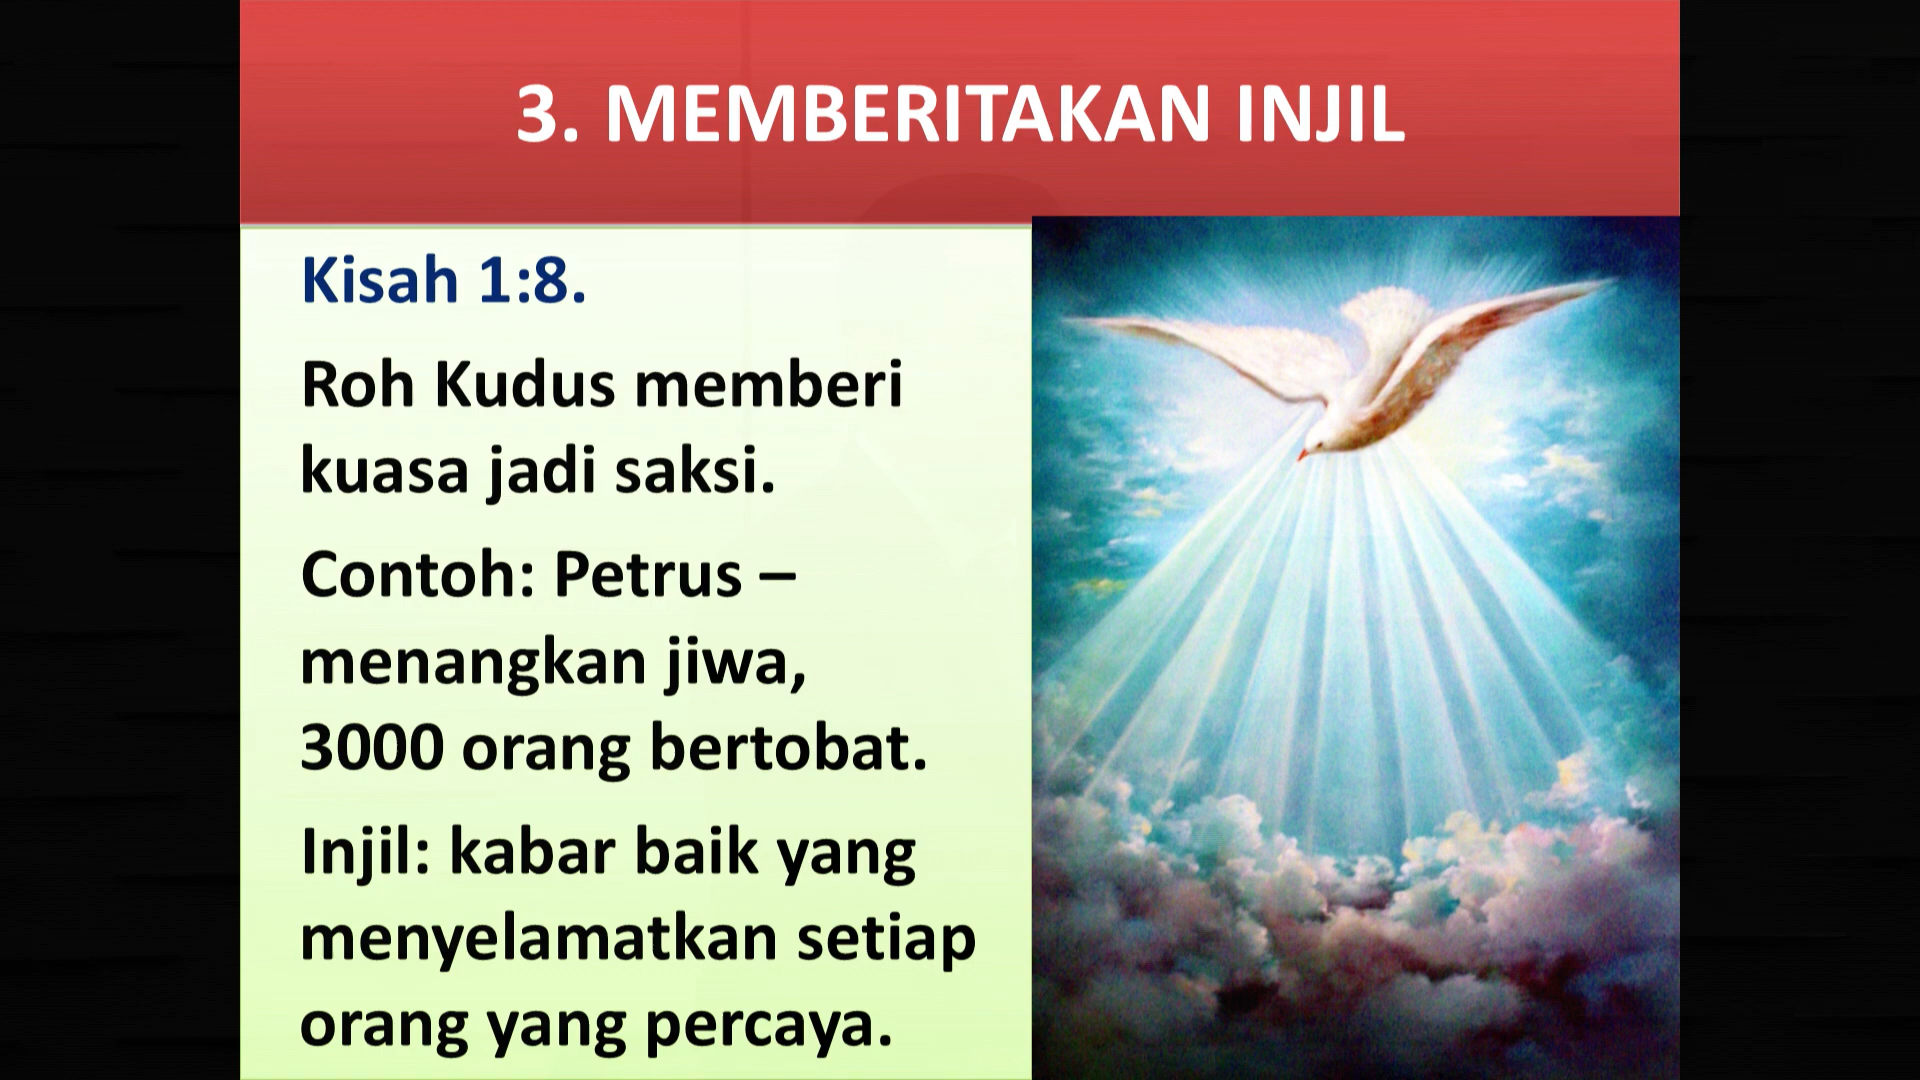 3. MEMBERITAKAN INJIL
Kisah 1:8.
Roh Kudus memberi
kuasa jadi saksi.
Contoh: Petrus –
menangkan jiwa,
3000 orang bertobat.
Injil: kabar baik yang
menyelamatkan setiap
orang yang percaya.